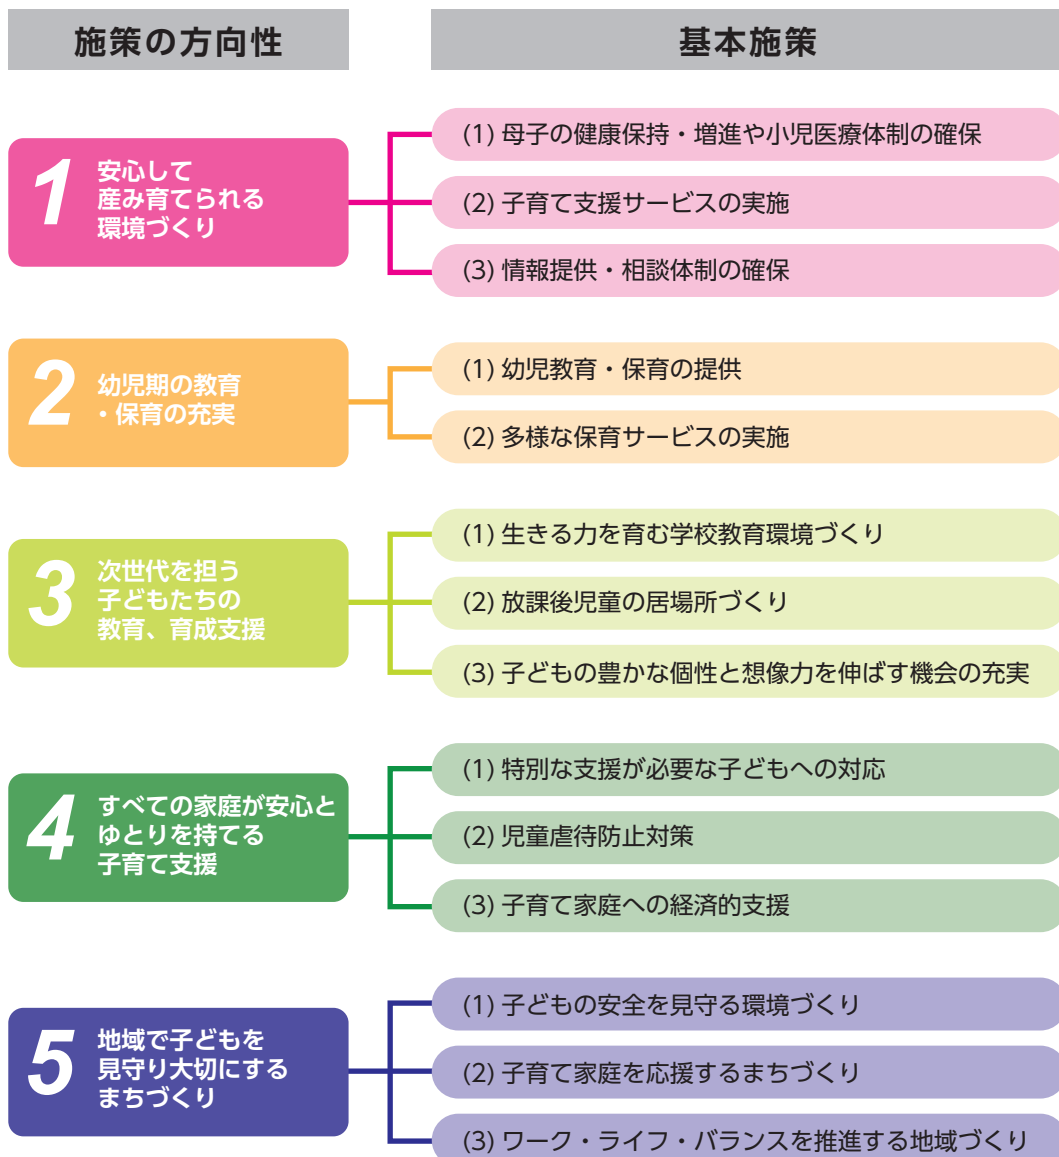 施策の方向性
基本施策
1
安心して
産み育てられる
環境づくり
(1) 母子の健康保持・増進や小児医療体制の確保
(2) 子育て支援サービスの実施
(3) 情報提供・相談体制の確保
2
幼児期の教育
・保育の充実
(1) 幼児教育・保育の提供
(2) 多様な保育サービスの実施
3
次世代を担う
子どもたちの
教育、育成支援
(1) 生きる力を育む学校教育環境づくり
(2) 放課後児童の居場所づくり
(3) 子どもの豊かな個性と想像力を伸ばす機会の充実
4
すべての家庭が安心と
ゆとりを持てる
子育て支援
(1) 特別な支援が必要な子どもへの対応
(2) 児童虐待防止対策
(3) 子育て家庭への経済的支援
5
地域で子どもを
見守り大切にする
まちづくり
(1) 子どもの安全を見守る環境づくり
(2) 子育て家庭を応援するまちづくり
(3) ワーク・ライフ・バランスを推進する地域づくり